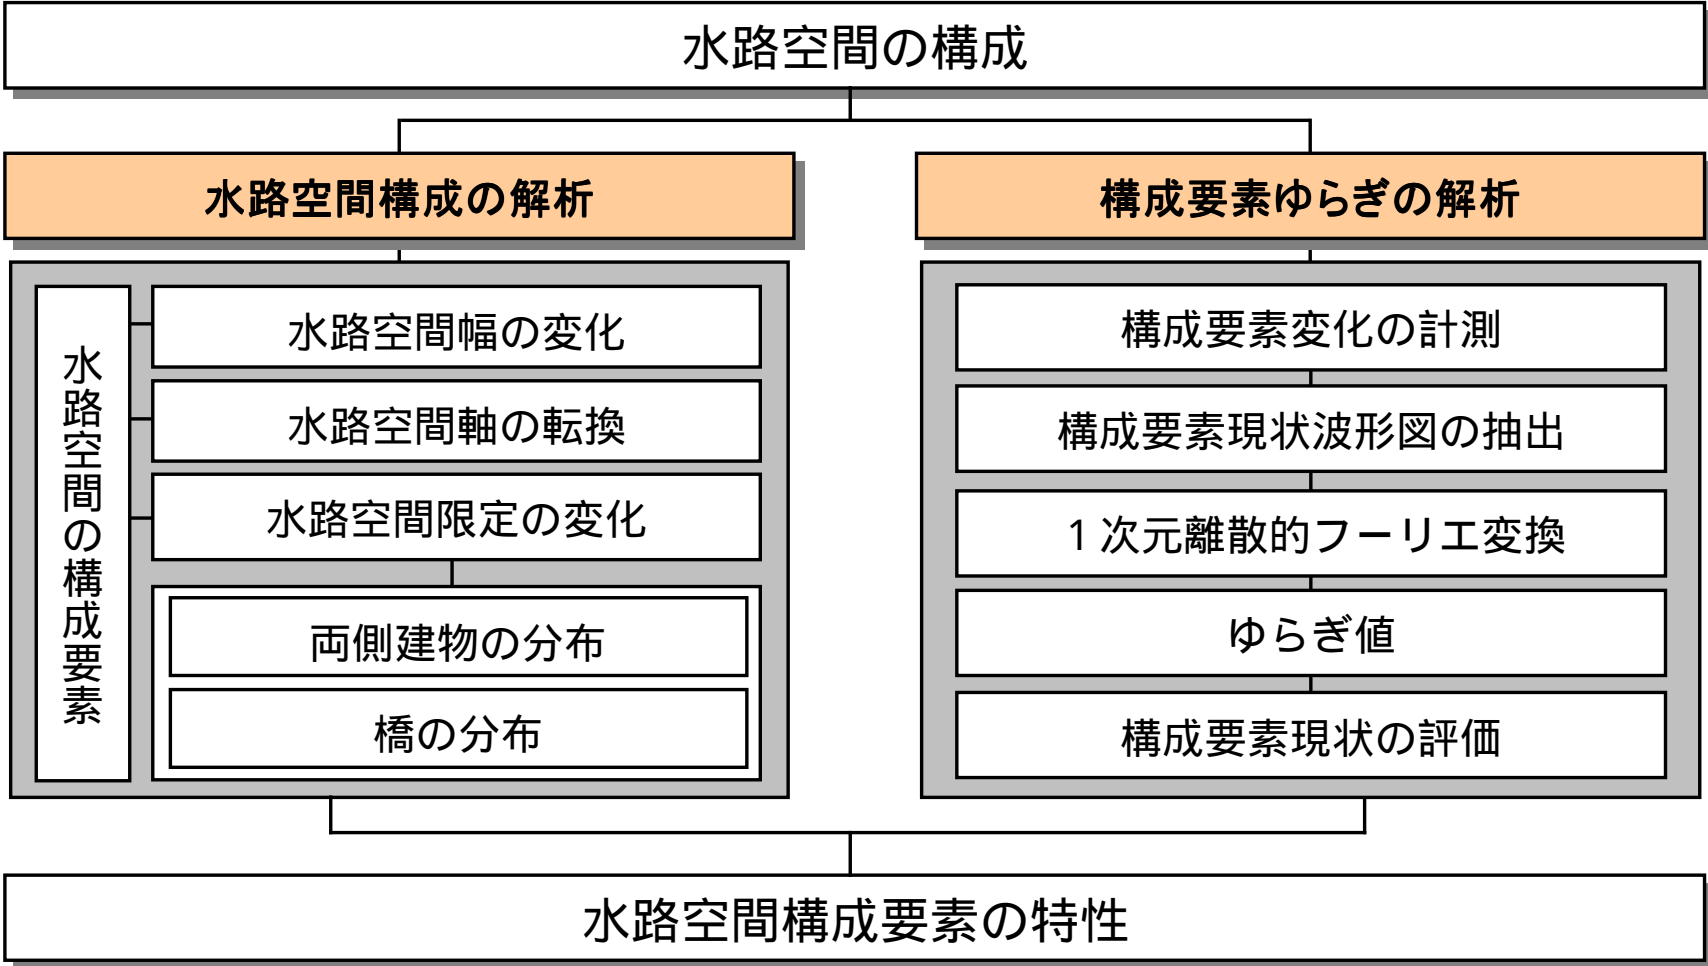 水路空間の構成
水路空間構成の解析
水路空間の構成要素
水路空間幅の変化
水路空間軸の転換
水路空間限定の変化
両側建物の分布
橋の分布
構成要素ゆらぎの解析
構成要素変化の計測
構成要素現状波形図の抽出
1次元離散的フーリエ変換
ゆらぎ値
構成要素現状の評価
水路空間構成要素の特性